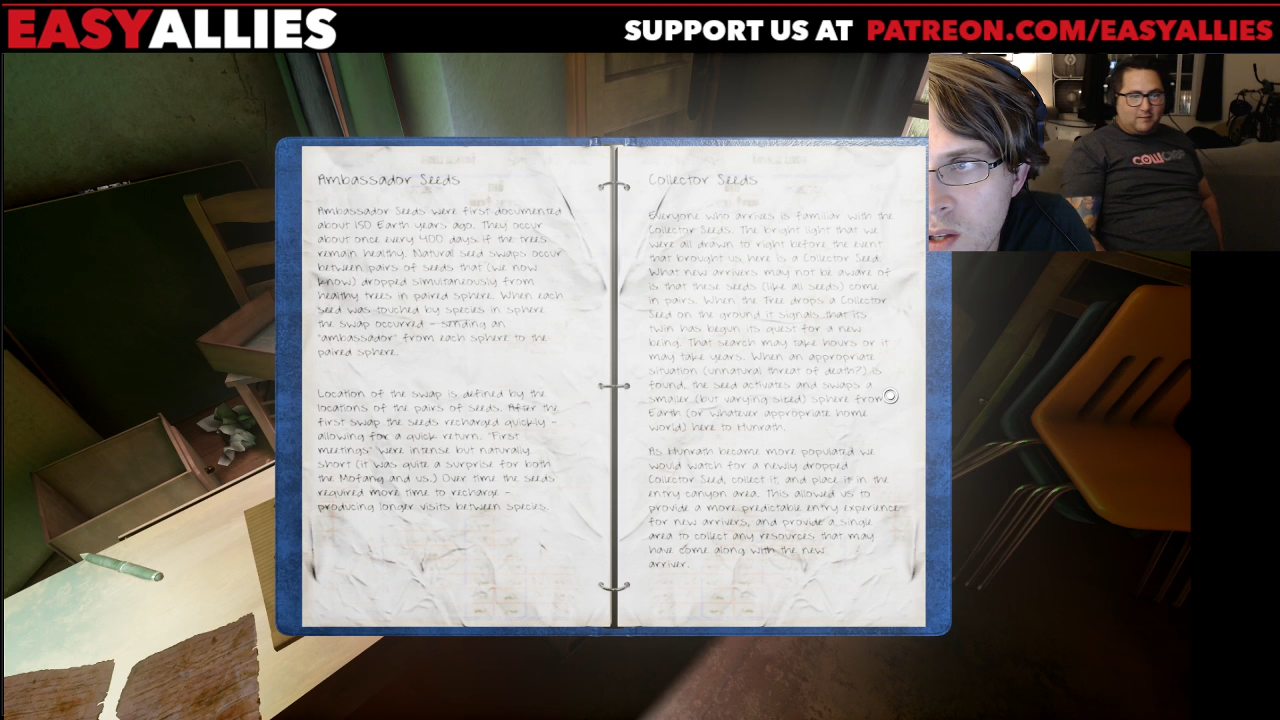 EASYALLIES
SUPPORT US AT PATREON.COM/EASYALLIES
Ambassador Seeds
Ambassador Seeds were first documented
about 150 Earth years ago. They occur
about once every 400 days if the trees
remain healthy. Natural seed swaps occur
between pairs of seeds that (we now
know) dropped simultaneously from
healthy trees in paired sphere. When each
seed was touched by species in sphere
the swap occurred - sending an
"ambassador" from each sphere to the
paired sphere.
Location of the swap is defined by the
locations of the pairs of seeds. After the
first swap the seeds recharged quickly -
allowing for a quick return. "First
meetings" were intense but naturally
short (it was quite a surprise for both
the Mofang and us.) Over time the seeds
required more time to recharge -
producing longer visits between species.
Collector Seeds
Everyone who arrives is familiar with the
Collector Seeds. The bright light that we
were all drawn to right before the event
that brought us here is a Collector Seed.
What new arrivers may not be aware of
is that these seeds (like all seeds) come
in pairs. When the Tree drops a Collector
Seed on the ground it signals that its
twin has begun its quest for a new
being. That search may take hours or it
may take years. When an appropriate
situation (unnatural threat of death?) is
found, the seed activates and swaps a
smaller (but varying sized) sphere from
Earth (or whatever appropriate home
world) here to Hunrath.
As Hunrath became more populated we
would watch for a newly dropped
Collector Seed, collect it, and place it in the
entry canyon area. This allowed us to
provide a more predictable entry experience
for new arrivers, and provide a single
area to collect any resources that may
have come along with the new
arriver.